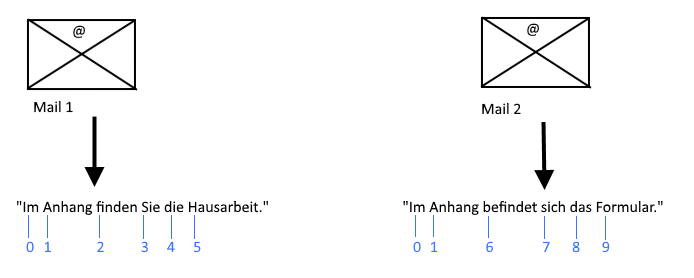 @
Mail 1
"Im Anhang finden Sie die Hausarbeit."
0 1 2 3 4 5
@
Mail 2
"Im Anhang befindet sich das Formular."
0 1 6 7 8 9